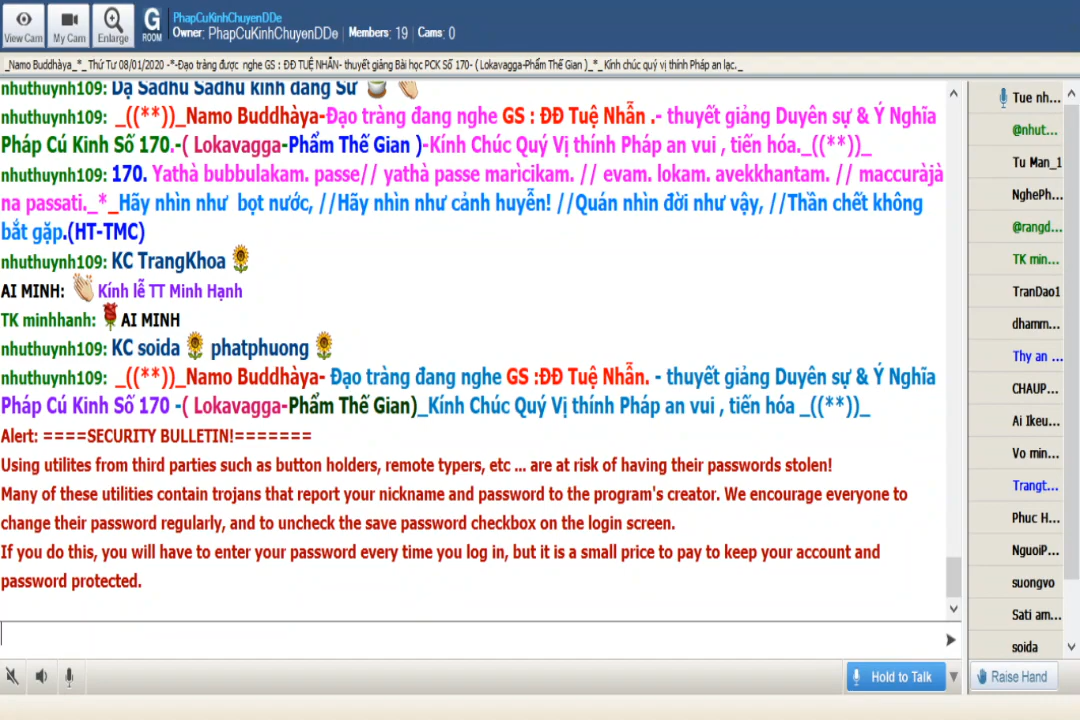 PhapCuKinhChuyenDDe
View Cam My Cam Enlarge G ROOM Owner: PhapCuKinhChuyenDDe | Members: 19 | Cams: 0
_Namo Buddhàya_*_ Thứ Tư 08/01/2020 -*-Đạo tràng được nghe GS : ĐĐ TUỆ NHẪN- thuyết giảng Bài học PCK Số 170- ( Lokavagga-Phẩm Thế Gian )_*_ Kính chúc quý vị thính Pháp an lạc._
nhuthuynh109: Dạ Sadhu Sadhu kính đảng Sư
nhuthuynh109: _((**))_Namo Buddhàya-Đạo tràng đang nghe GS : ĐĐ Tuệ Nhẫn .- thuyết giảng Duyên sự & Ý Nghĩa
Pháp Cú Kinh Số 170.-( Lokavagga-Phẩm Thế Gian )-Kính Chúc Quý Vị thính Pháp an vui , tiến hóa._((**))_
nhuthuynh109: 170. Yathà bubbulakam. passe// yathà passe marìcikam. // evam. lokam. avekkhantam. // maccuràjà
na passati._*_Hãy nhìn như bọt nước, //Hãy nhìn như cảnh huyễn! //Quán nhìn đời như vậy, //Thần chết không
bắt gặp.(HT-TMC)
nhuthuynh109: KC TrangKhoa
AI MINH: Kính lễ TT Minh Hạnh
TK minhhanh: AI MINH
nhuthuynh109: KC soida phatphuong
nhuthuynh109: _((**))_Namo Buddhàya- Đạo tràng đang nghe GS :ĐĐ Tuệ Nhẫn. - thuyết giảng Duyên sự & Ý Nghĩa
Pháp Cú Kinh Số 170 -( Lokavagga-Phẩm Thế Gian)_Kính Chúc Quý Vị thính Pháp an vui , tiến hóa _((**))_
Alert: ====SECURITY BULLETIN!=======
Using utilites from third parties such as button holders, remote typers, etc ... are at risk of having their passwords stolen!
Many of these utilities contain trojans that report your nickname and password to the program's creator. We encourage everyone to
change their password regularly, and to uncheck the save password checkbox on the login screen.
If you do this, you will have to enter your password every time you log in, but it is a small price to pay to keep your account and
password protected.
Tue nh...
@nhut...
Tu Man_1
NghePh...
@rangd...
TK min...
TranDao1
dhamm...
Thy an ...
CHAUP...
Ai Ikeu...
Vo min...
Trangt...
Phuc H...
NguoiP...
suongvo
Sati am...
soida
Hold to Talk
Raise Hand